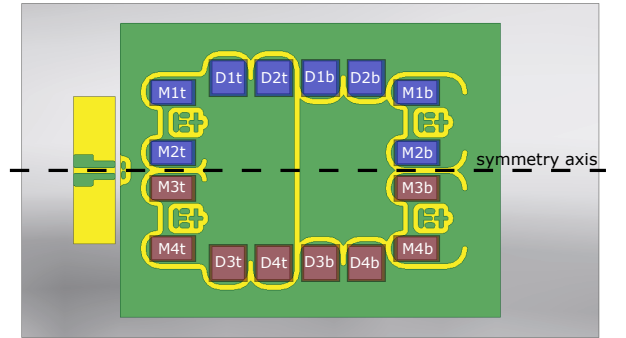 D1t D2t D1b D2b
M1t M1b
M2t M2b
symmetry axis
M3t M3b
M4t M4b
D3t D4t D3b D4b